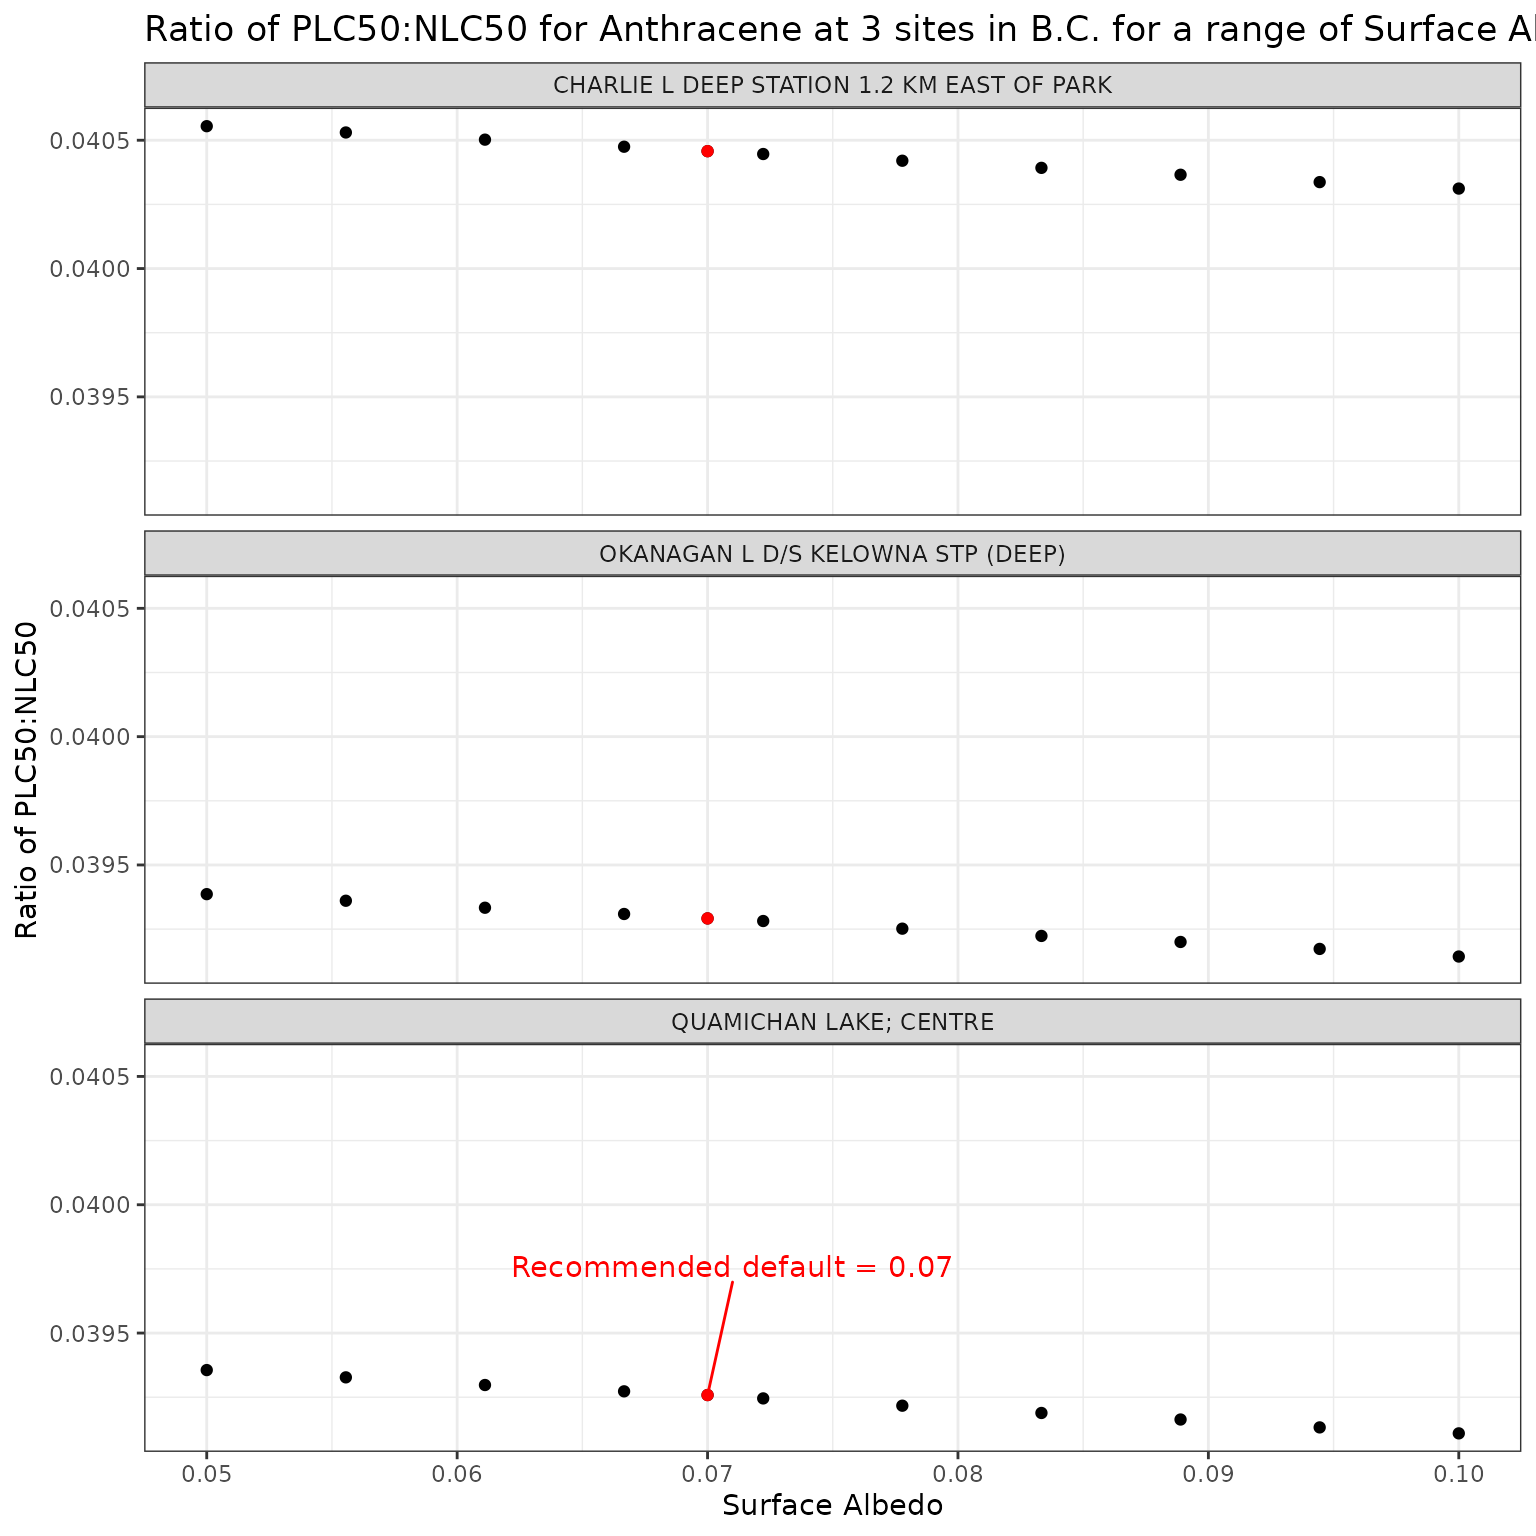 Ratio of PLC50:NLC50 for Anthracene at 3 sites in B.C. for a range of Surface
CHARLIE L DEEP STATION 1.2 KM EAST OF PARK
0.0405
0.0400
0.0395
OKANAGAN L D/S KELOWNA STP (DEEP)
0.0405
0.0400
0.0395
Ratio of PLC50:NLC50
QUAMICHAN LAKE; CENTRE
0.0405
0.0400
Recommended default = 0.07
0.0395
0.05 0.06 0.07 0.08 0.09 0.10
Surface Albedo